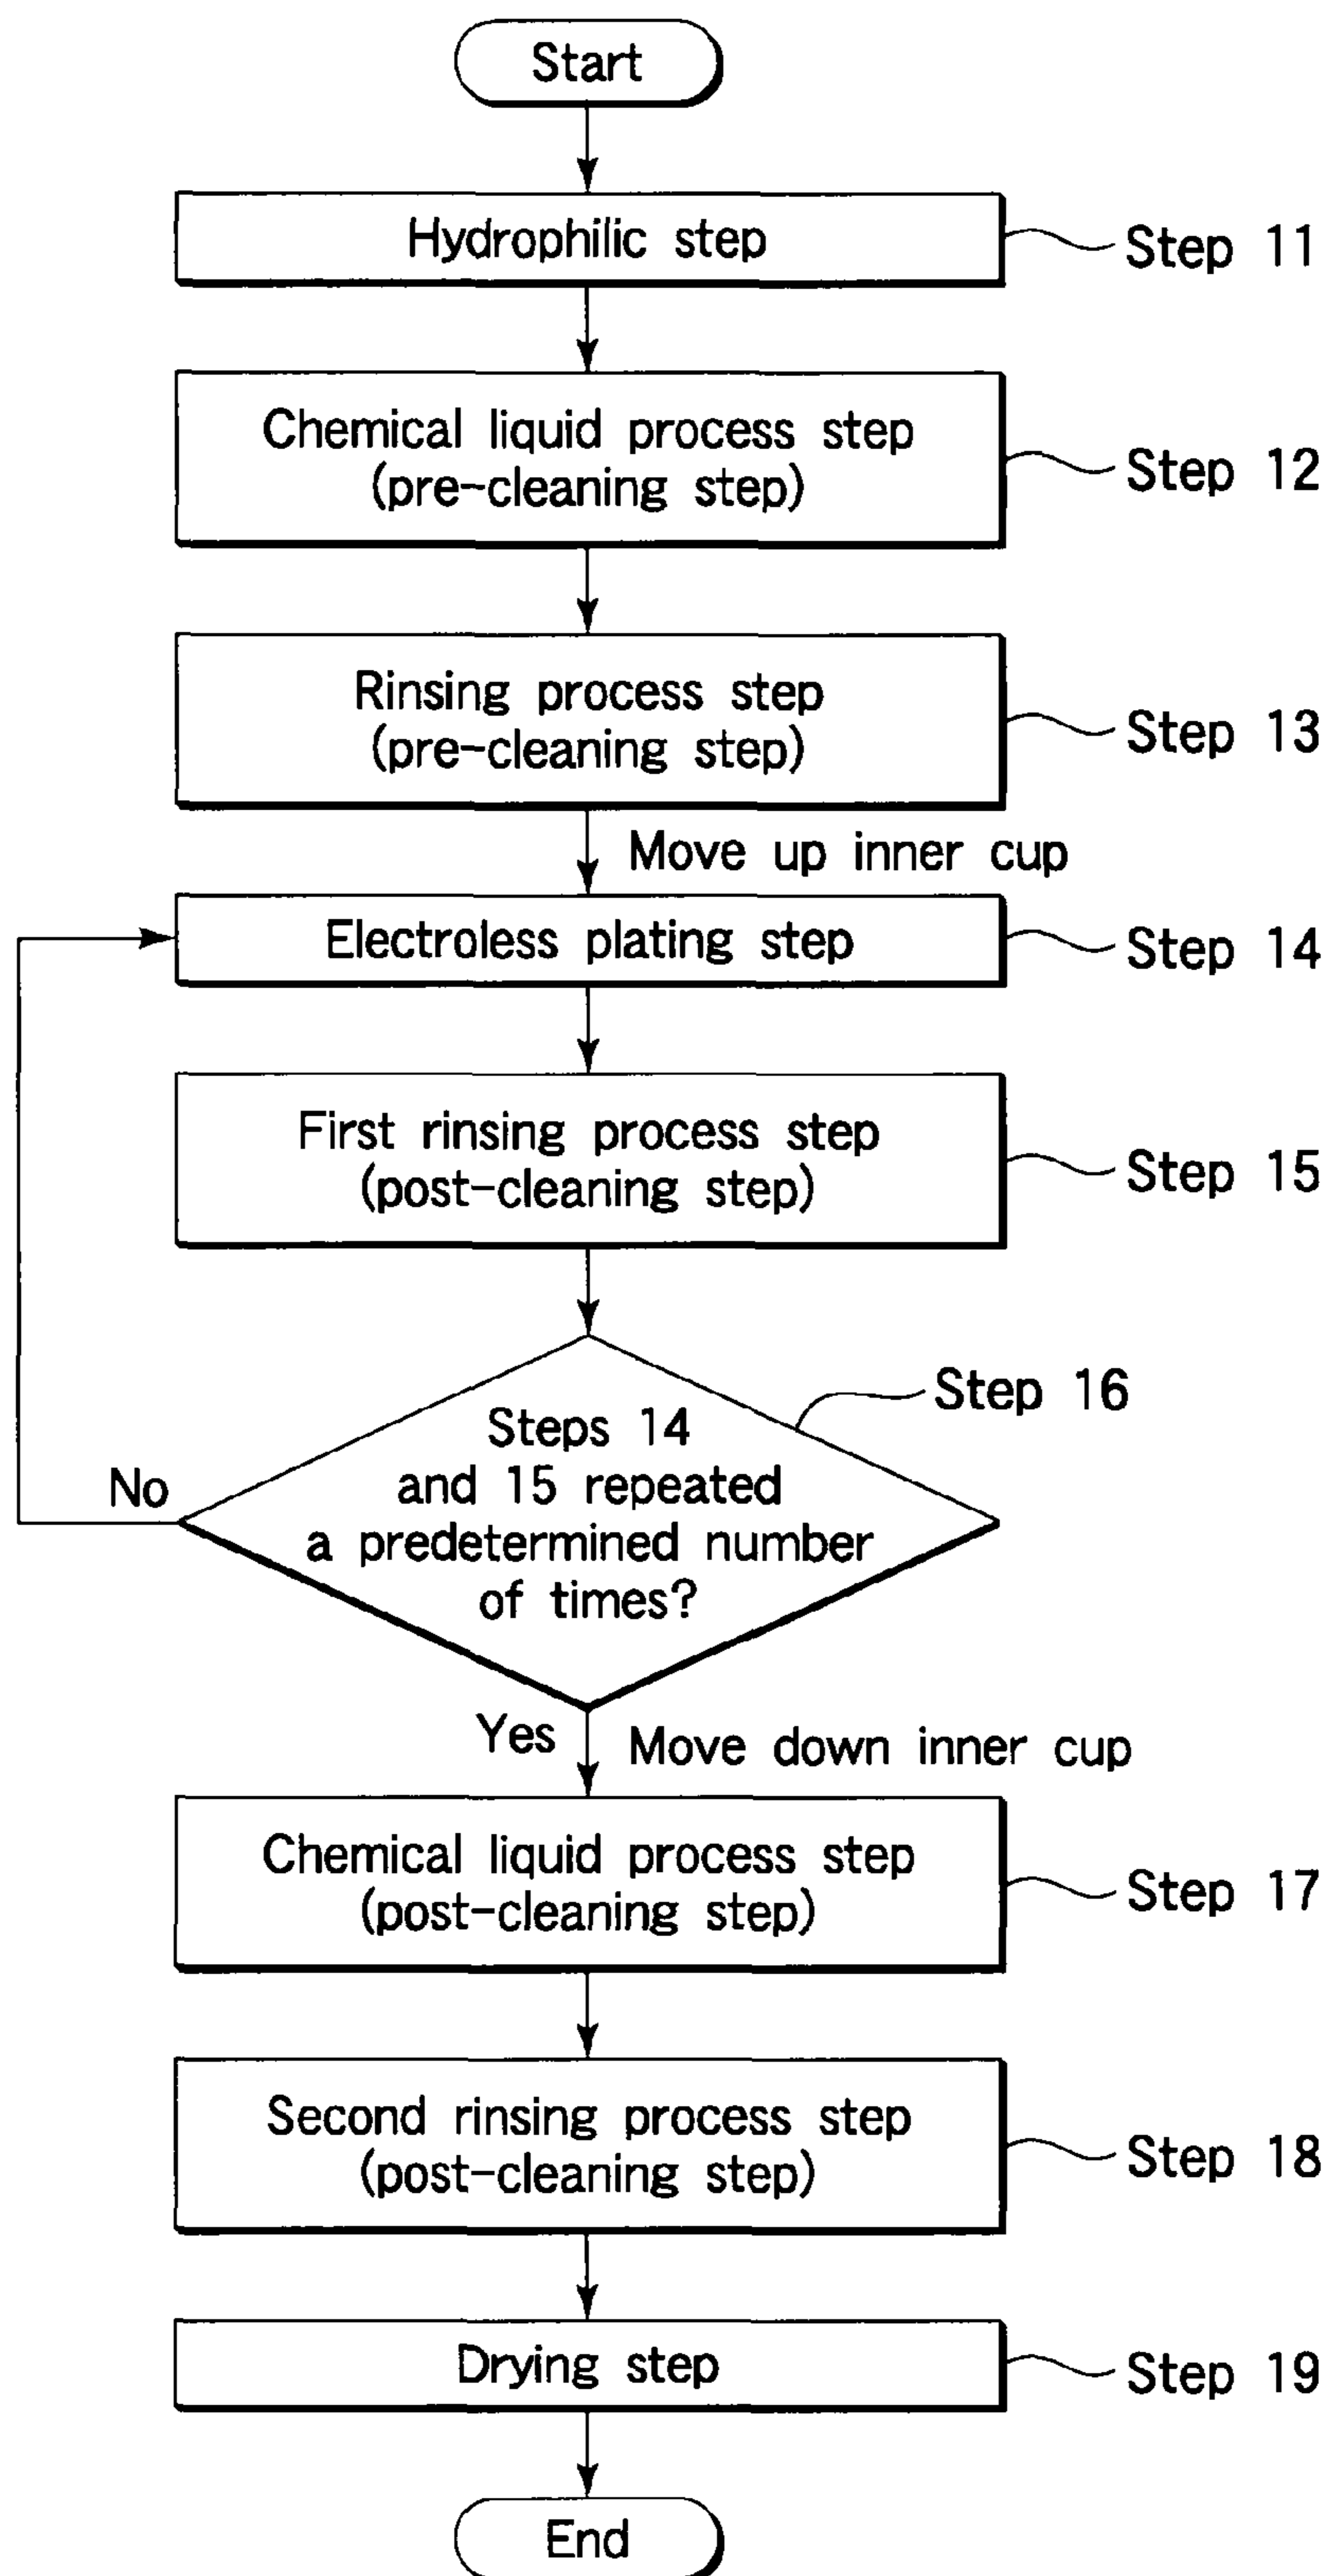 Start
Hydrophilic step
Step 11
Chemical liquid process step
(pre-cleaning step)
Step 12
Rinsing process step
(pre-cleaning step)
Step 13
Move up inner cup
Electroless plating step
Step 14
First rinsing process step
(post-cleaning step)
Step 15
Step 16
Steps 14
and 15 repeated
a predetermined number
of times?
No
Yes
Move down inner cup
Chemical liquid process step
(post-cleaning step)
Step 17
Second rinsing process step
(post-cleaning step)
Step 18
Drying step
Step 19
End